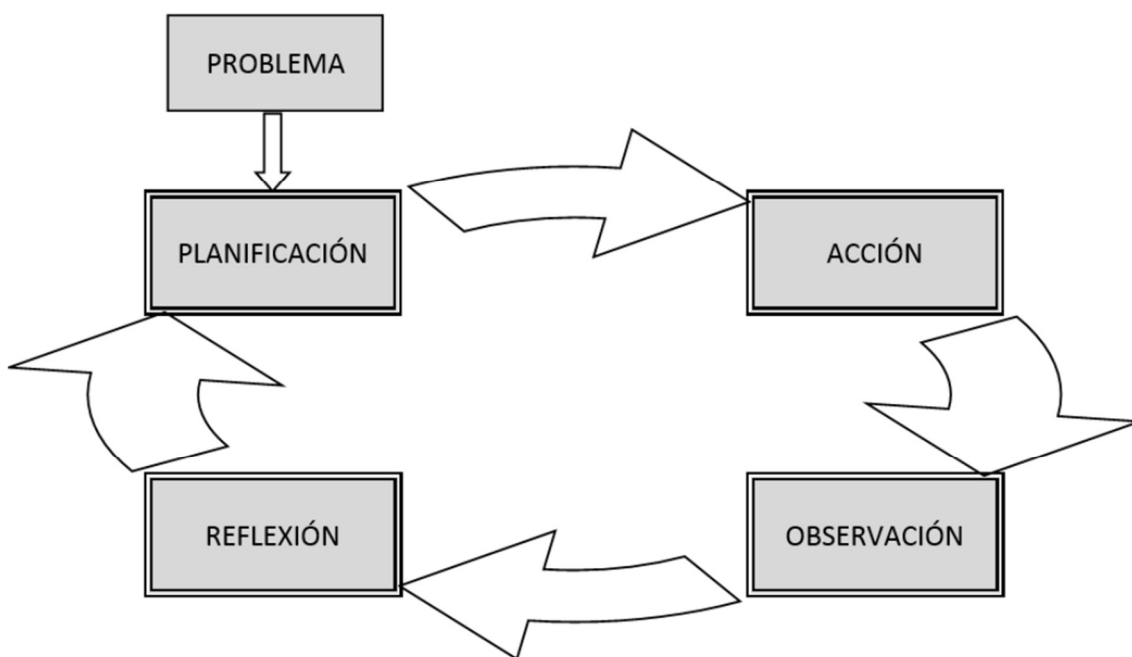 PROBLEMA
PLANIFICACIÓN
ACCIÓN
REFLEXIÓN
OBSERVACIÓN